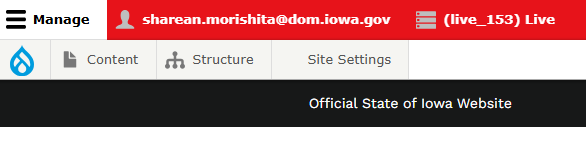 Manage sharean.morishita@dom.iowa.gov (live_153) Live
Content Structure Site Settings
Official State of Iowa Website